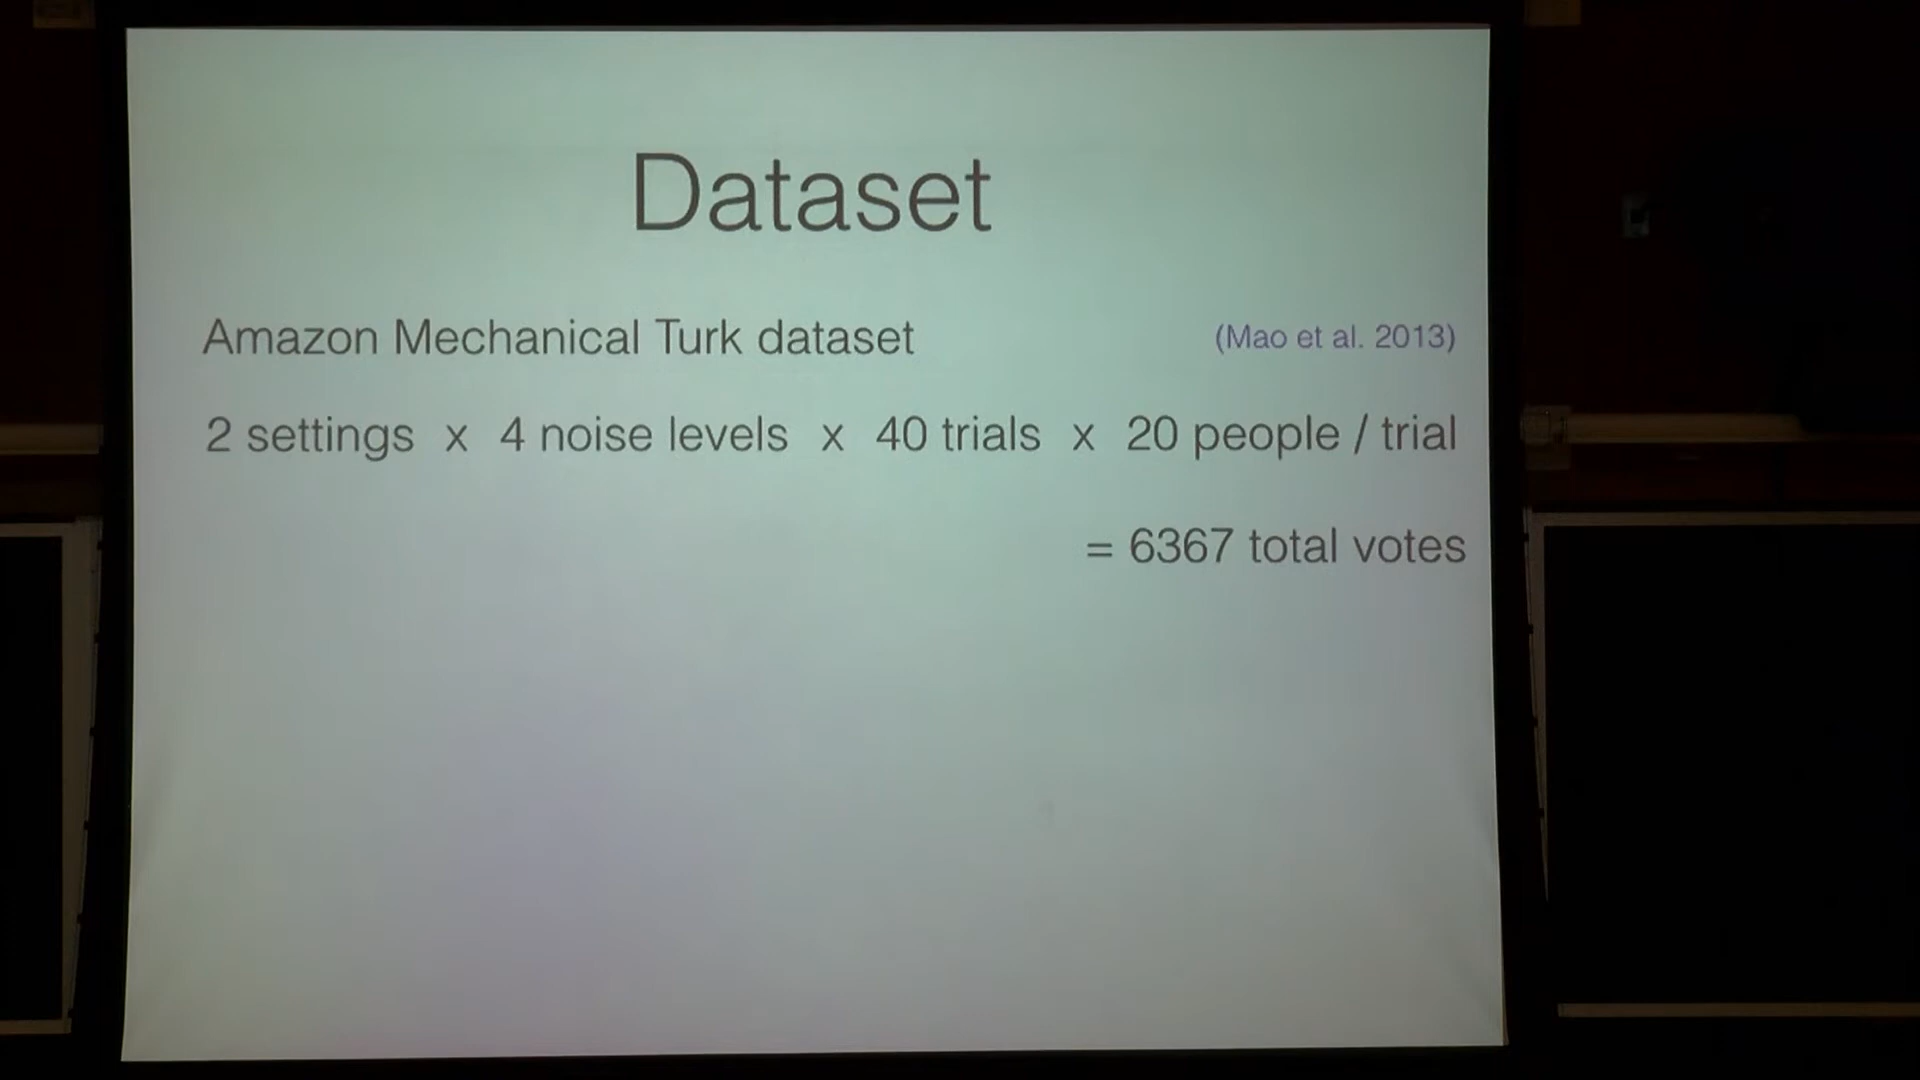 Dataset
Amazon Mechanical Turk dataset (Mao et al. 2013)
2 settings x 4 noise levels x 40 trials x 20 people / trial
= 6367 total votes